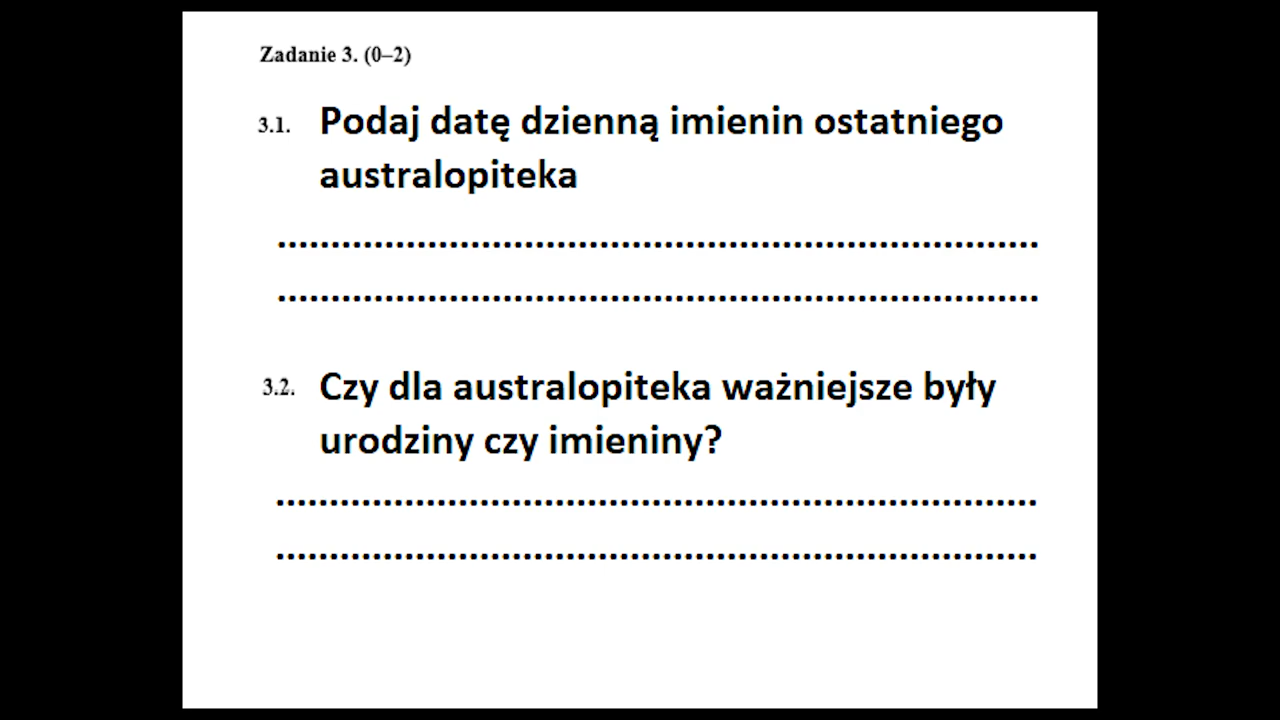 Zadanie 3. (0–2)
3.1. Podaj datę dzienną imienin ostatniego
australopiteka
......................................................................
......................................................................
3.2. Czy dla australopiteka ważniejsze były
urodziny czy imieniny?
......................................................................
......................................................................